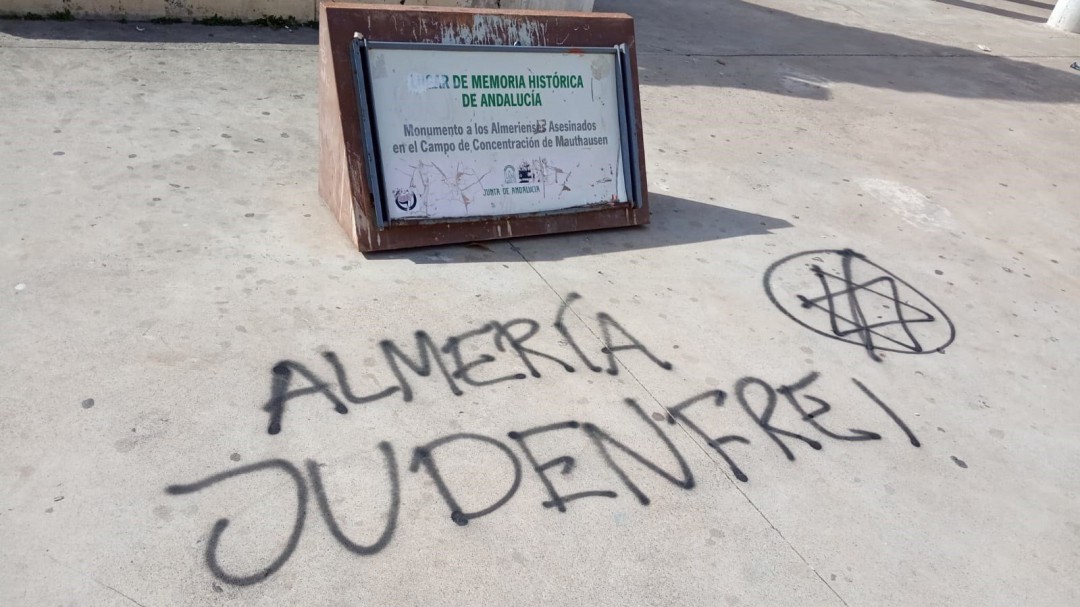 LUGAR DE MEMORIA HISTÓRICA
DE ANDALUCÍA
Monumento a los Almerienses Asesinados
en el Campo de Concentración de Mauthausen
JUNTA DE ANDALUCIA
ALMERÍA
JUDENFREI